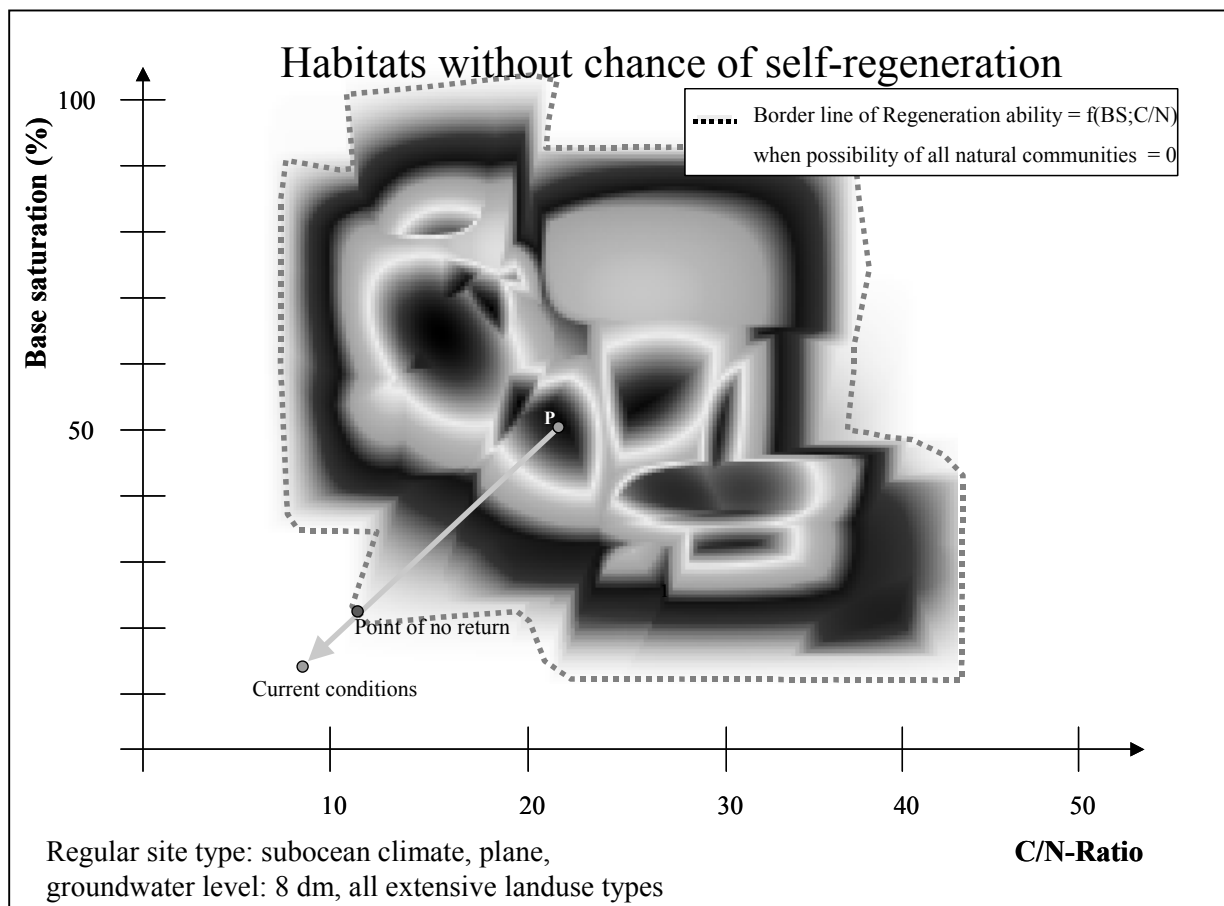 Habitats without chance of self-regeneration
Border line of Regeneration ability = f(BS;C/N)
when possibility of all natural communities = 0
Base saturation (%)
100
50
P
Point of no return
Current conditions
10
20
30
40
50
C/N-Ratio
Regular site type: subocean climate, plane,
groundwater level: 8 dm, all extensive landuse types